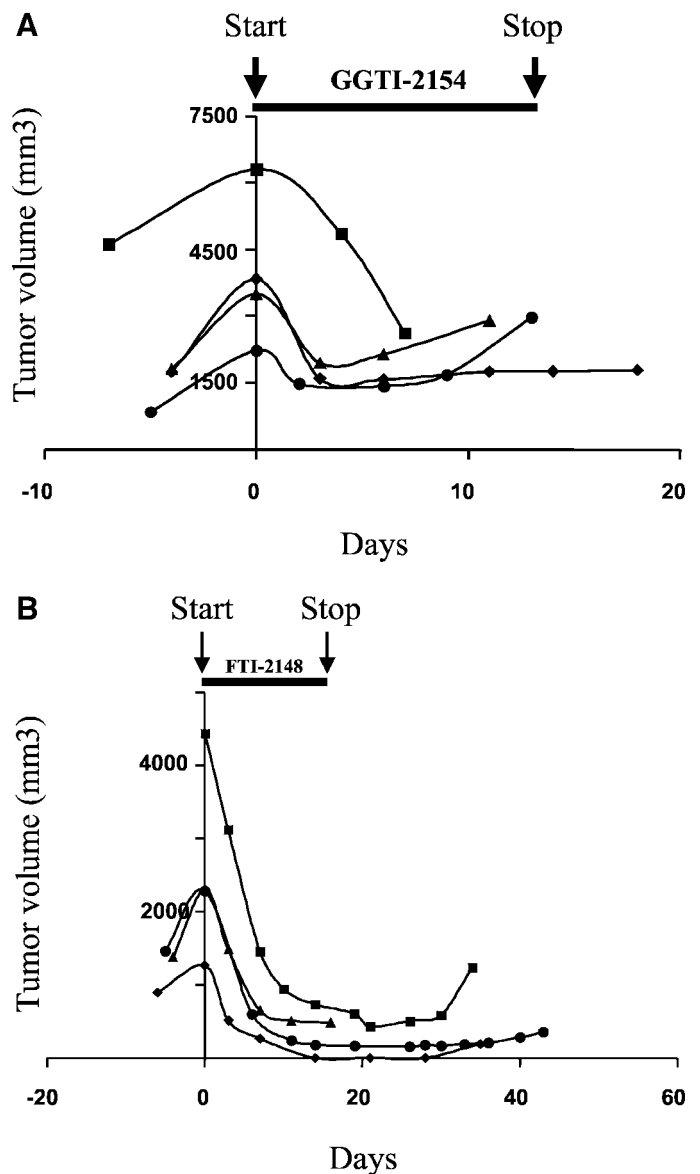 A
Start Stop
GGTI-2154
Tumor volume (mm3)
7500
4500
1500
-10 0 10 20
Days
B
Start Stop
FTI-2148
Tumor volume (mm3)
4000
2000
-20 0 20 40 60
Days